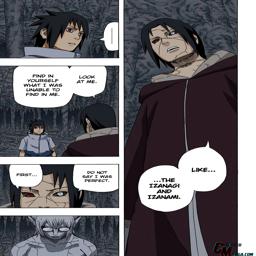 LOOK AT
ME.
FIND IN
YOURSELF
WHAT I WAS
UNABLE TO
FIND IN ME.
DO NOT
SAY I WAS
PERFECT.
FIRST...
LIKE...
...THE
IZANAGI
AND
IZANAMI.